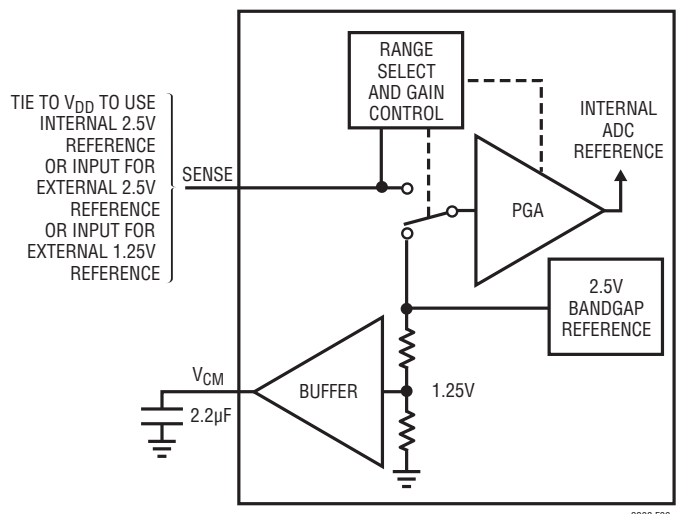 RANGE
SELECT
AND GAIN
CONTROL
TIE TO VDD TO USE
INTERNAL 2.5V
REFERENCE
OR INPUT FOR
EXTERNAL 2.5V
REFERENCE
OR INPUT FOR
EXTERNAL 1.25V
REFERENCE
SENSE
INTERNAL
ADC
REFERENCE
PGA
2.5V
BANDGAP
REFERENCE
VCM
BUFFER
1.25V
2.2µF